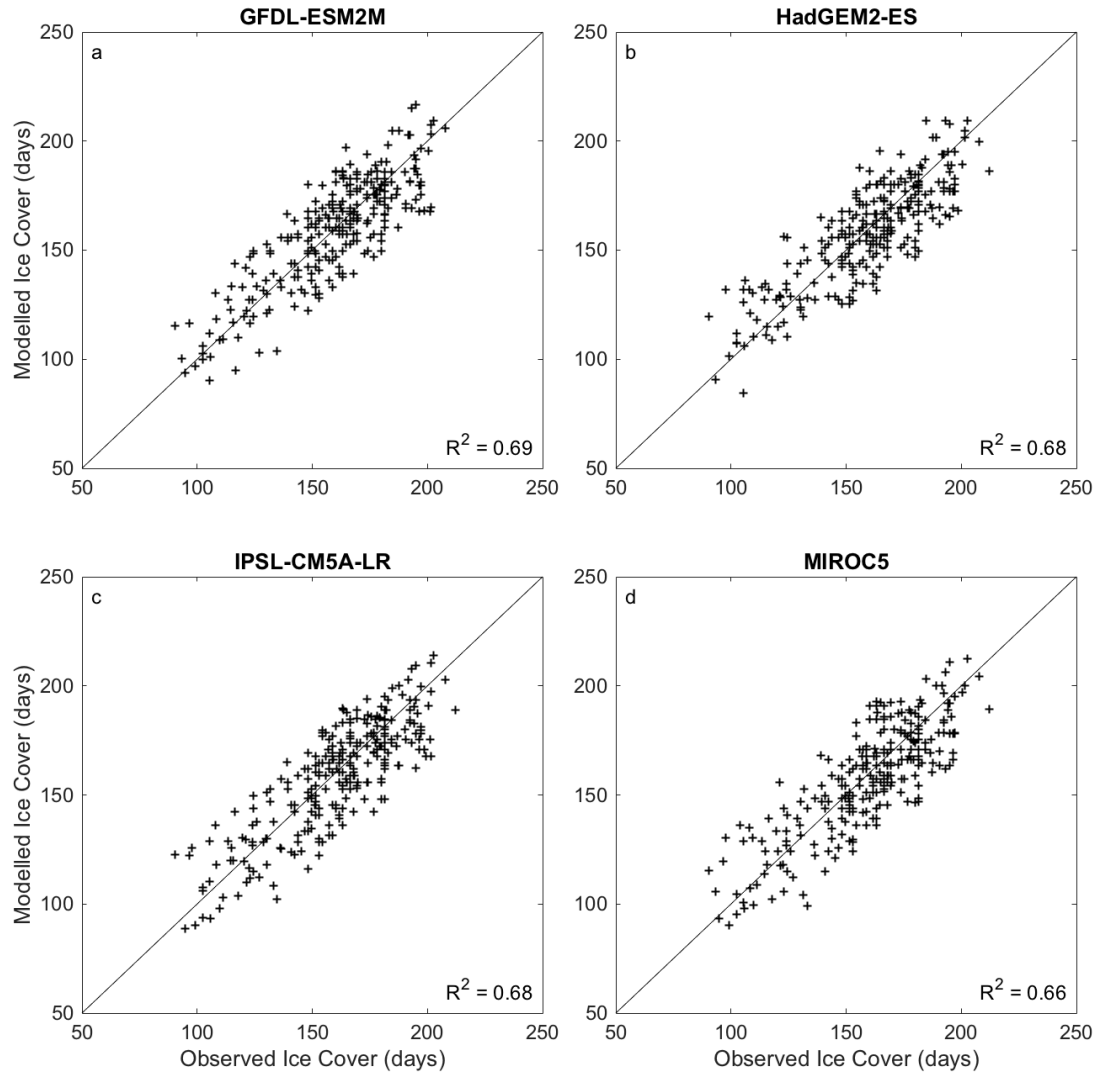 GFDL-ESM2M
a
250
200
150
100
50
Modelled Ice Cover (days)
R² = 0.69
50 100 150 200 250
HadGEM2-ES
b
250
200
150
100
50
R² = 0.68
50 100 150 200 250
IPSL-CM5A-LR
c
250
200
150
100
50
Modelled Ice Cover (days)
R² = 0.68
50 100 150 200 250
Observed Ice Cover (days)
MIROC5
d
250
200
150
100
50
R² = 0.66
50 100 150 200 250
Observed Ice Cover (days)